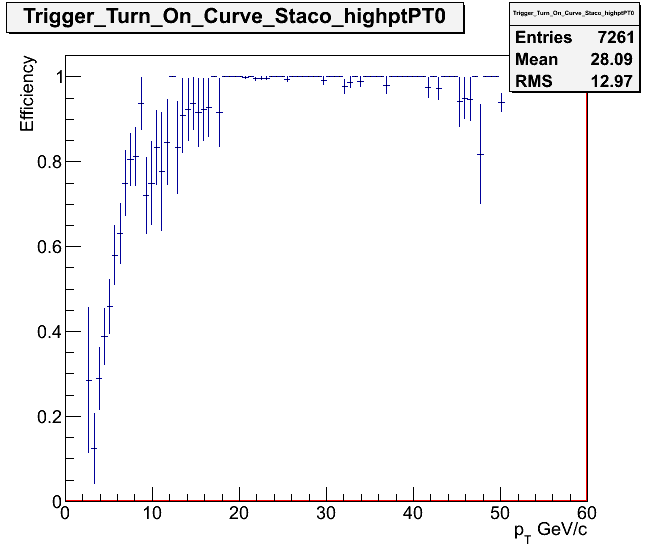 Trigger_Turn_On_Curve_Staco_highptPT0
Trigger_Turn_On_Curve_Staco_highptPT0
Entries 7261
Mean 28.09
RMS 12.97
Efficiency
1
0.8
0.6
0.4
0.2
0
0 10 20 30 40 50 60
pT GeV/c